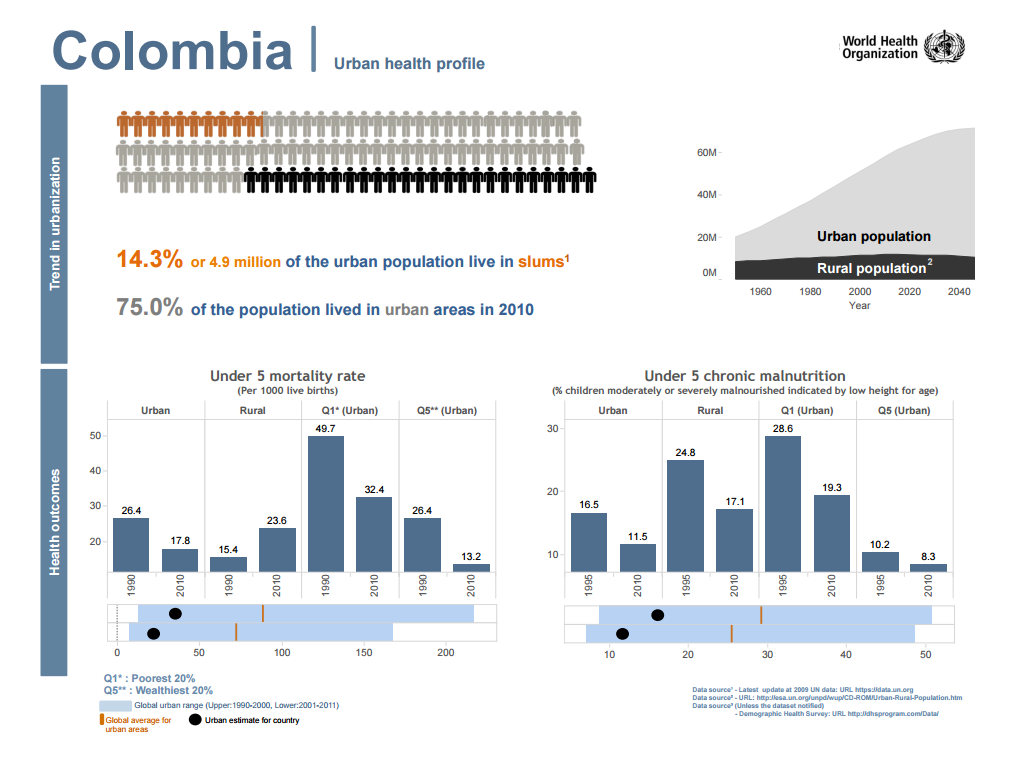 Colombia
Urban health profile
World Health
Organization
Trend in urbanization
14.3% or 4.9 million of the urban population live in slums¹
75.0% of the population lived in urban areas in 2010
60M
40M
20M
0M
Urban population
Rural population²
1960 1980 2000 2020 2040
Year
Health outcomes
Under 5 mortality rate
(Per 1000 live births)
Urban Rural Q1* (Urban) Q5** (Urban)
50
40
30
20
26.4 17.8 15.4 23.6 49.7 32.4 26.4 13.2
1990 2010 1990 2010 1990 2010 1990 2010
0 50 100 150 200
Under 5 chronic malnutrition
(% children moderately or severely malnourished indicated by low height for age)
Urban Rural Q1 (Urban) Q5 (Urban)
30
20
10
16.5 11.5 24.8 17.1 28.6 19.3 10.2 8.3
1995 2010 1995 2010 1995 2010 1995 2010
10 20 30 40 50
Q1* : Poorest 20%
Q5** : Wealthiest 20%
Global urban range (Upper:1990-2000, Lower:2001-2011)
Global average for
urban areas
Urban estimate for country
Data source¹ - Latest update at 2009 UN data: URL https://data.un.org
Data source² - URL: http://esa.un.org/unpd/wup/CD-ROM/Urban-Rural-Population.htm
Data source³ (Unless the dataset notified)
- Demographic Health Survey: URL http://dhsprogram.com/Data/